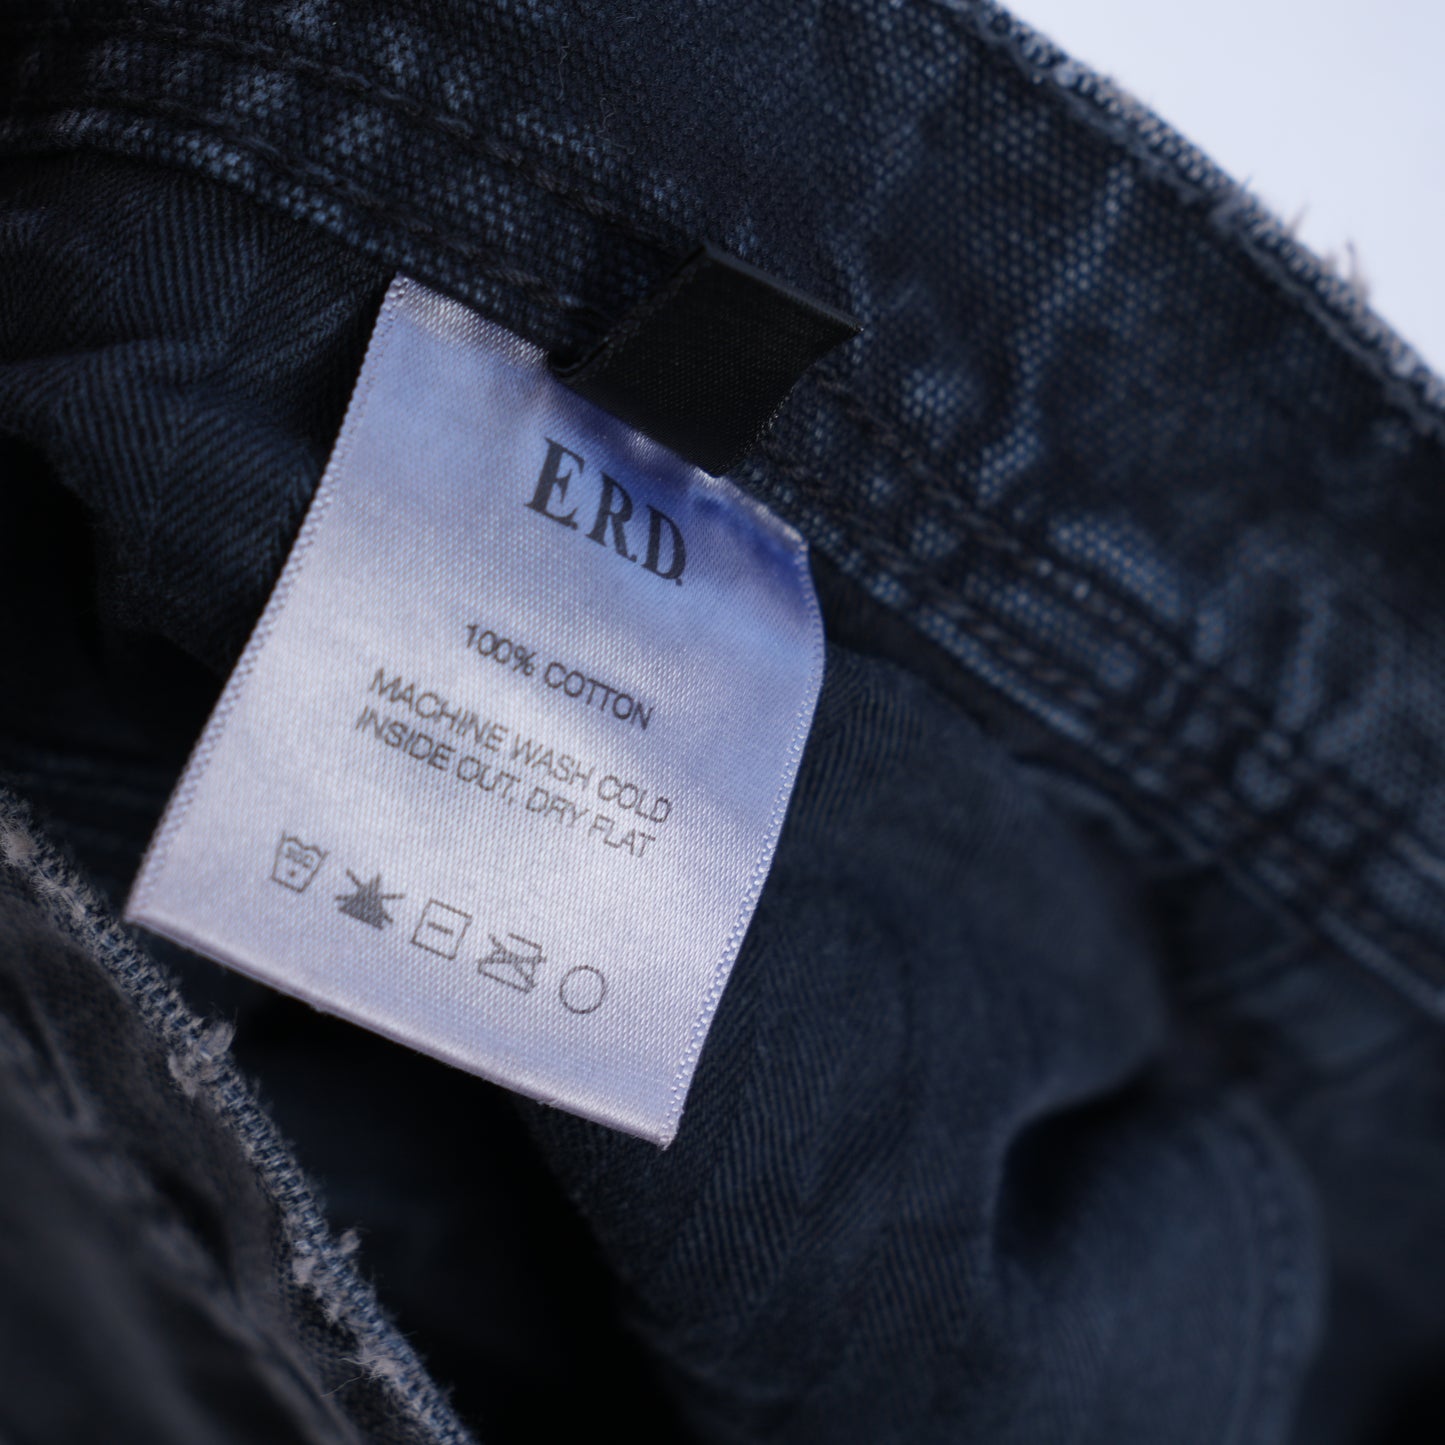 E.R.D.
100% COTTON
MACHINE WASH COLD
INSIDE OUT, DRY FLAT